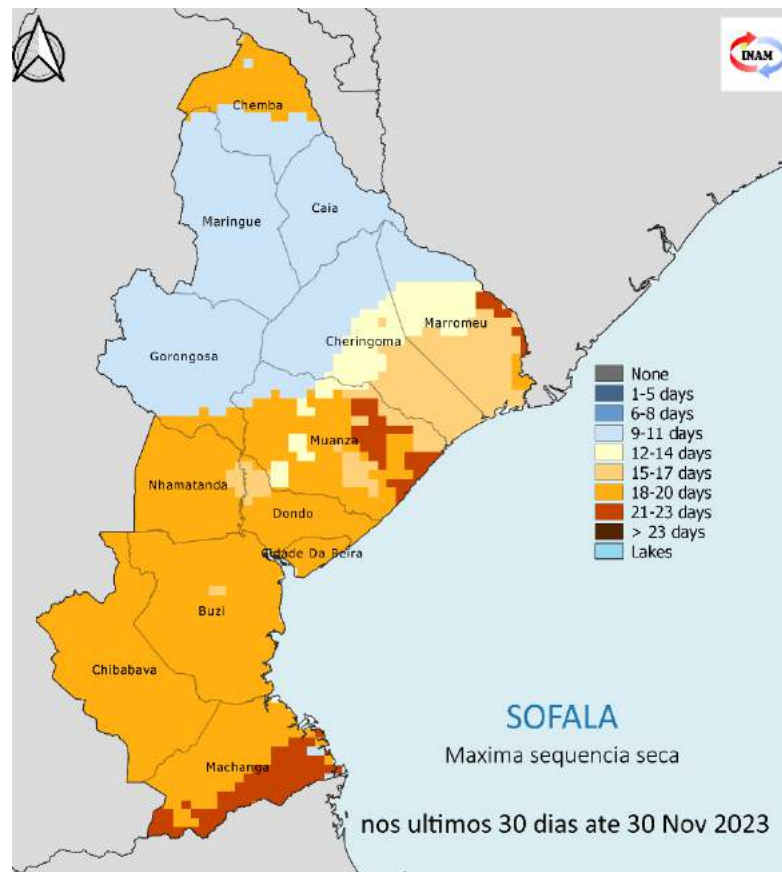 INAM
Chemba
Caia
Maringue
Marromeu
Cheringoma
Gorongosa
None
1-5 days
6-8 days
9-11 days
12-14 days
15-17 days
18-20 days
21-23 days
> 23 days
Lakes
Muanza
Nhamatanda
Dondo
Cidade Da Beira
Buzi
Chibabava
SOFALA
Maxima sequencia seca
Machanga
nos ultimos 30 dias ate 30 Nov 2023